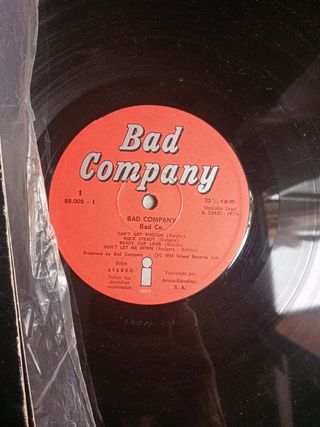 Bad
Company
1
88.005 - I
33⅓ r.p.m.
Depósito Legal
BAD COMPANY
Bad Co.
CAN'T GET ENOUGH (Ralphs)
ROCK STEADY (Rodgers)
READY FOR LOVE (Ralphs)
DON'T LET ME DOWN (Rodgers - Ralphs)
Produced by Bad Company (P) 1974 Island Records Ltd.
BIEM
STEREO
Todos los
derechos
reservados
i
Fabricado por
Ariola-Eurodisc,
S. A.